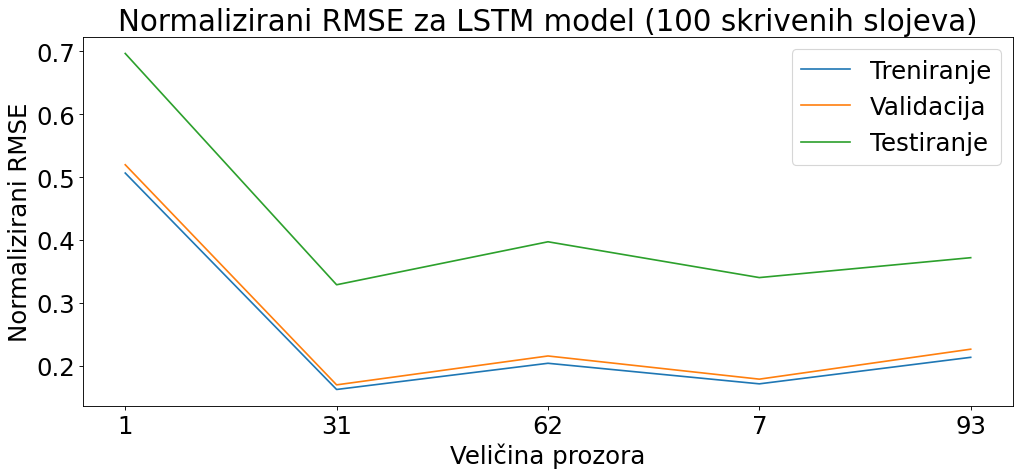 Normalizirani RMSE za LSTM model (100 skrivenih slojeva)
0.7
0.6
0.5
0.4
0.3
0.2
Normalizirani RMSE
Treniranje
Validacija
Testiranje
1 31 62 7 93
Veličina prozora